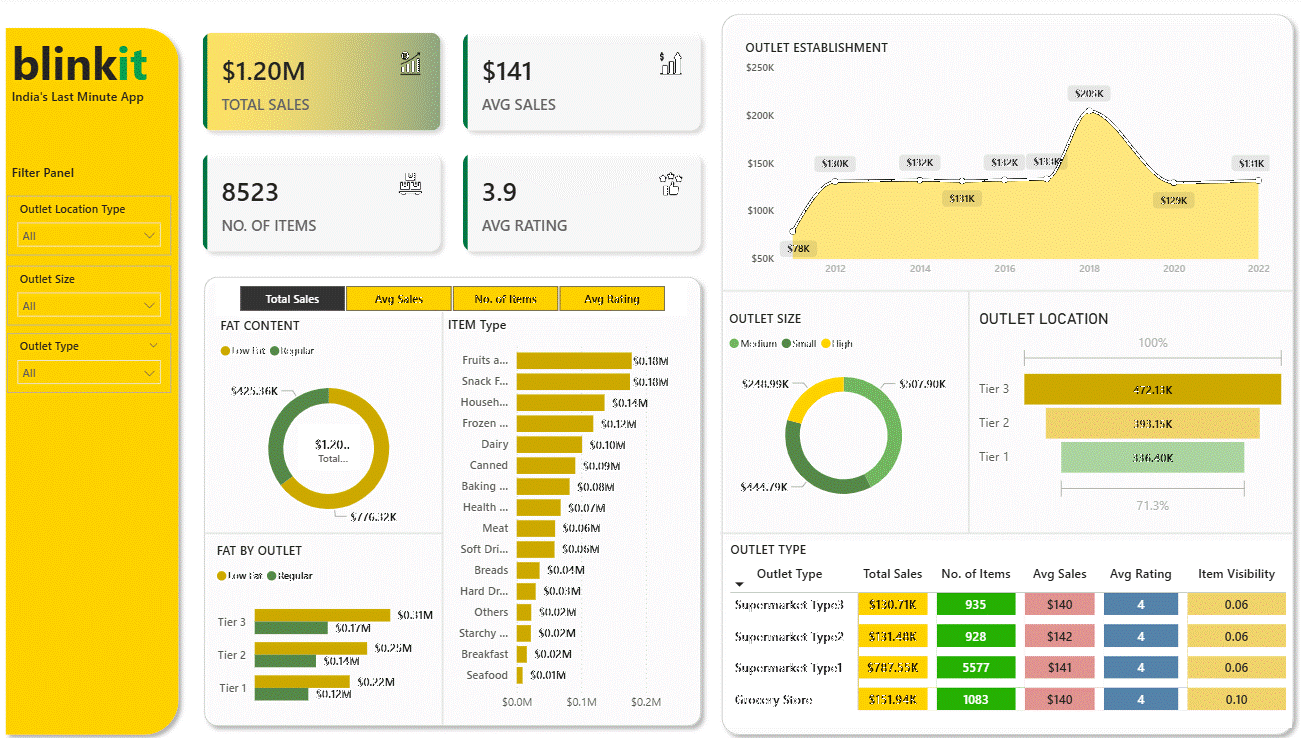 blinkit
India's Last Minute App
Filter Panel
Outlet Location Type
All
Outlet Size
All
Outlet Type
All
$1.20M
TOTAL SALES
$141
AVG SALES
8523
NO. OF ITEMS
3.9
AVG RATING
Total Sales Avg Sales No. of Items Avg Rating
FAT CONTENT
Low Fat Regular
$425.36K
$1.20..
Total...
$776.32K
FAT BY OUTLET
Low Fat Regular
Tier 3 $0.31M
$0.17M
Tier 2 $0.25M
$0.14M
Tier 1 $0.22M
$0.12M
ITEM Type
Fruits a... $0.18M
Snack F... $0.18M
Househ... $0.14M
Frozen ... $0.12M
Dairy $0.10M
Canned $0.09M
Baking ... $0.08M
Health ... $0.07M
Meat $0.06M
Soft Dri... $0.06M
Breads $0.04M
Hard Dr... $0.03M
Others $0.02M
Starchy ... $0.02M
Breakfast $0.02M
Seafood $0.01M
$0.0M $0.1M $0.2M
OUTLET ESTABLISHMENT
$250K
$200K
$150K
$100K
$50K
$78K $130K $132K $131K $132K $133K $205K $129K $131K
2012 2014 2016 2018 2020 2022
OUTLET SIZE
Medium Small High
$248.99K $507.90K
$444.79K
OUTLET LOCATION
100%
Tier 3 472.13K
Tier 2 393.15K
Tier 1 336.40K
71.3%
OUTLET TYPE
Outlet Type Total Sales No. of Items Avg Sales Avg Rating Item Visibility
Supermarket Type3 $130.71K 935 $140 4 0.06
Supermarket Type2 $131.48K 928 $142 4 0.06
Supermarket Type1 $787.55K 5577 $141 4 0.06
Grocery Store $151.94K 1083 $140 4 0.10